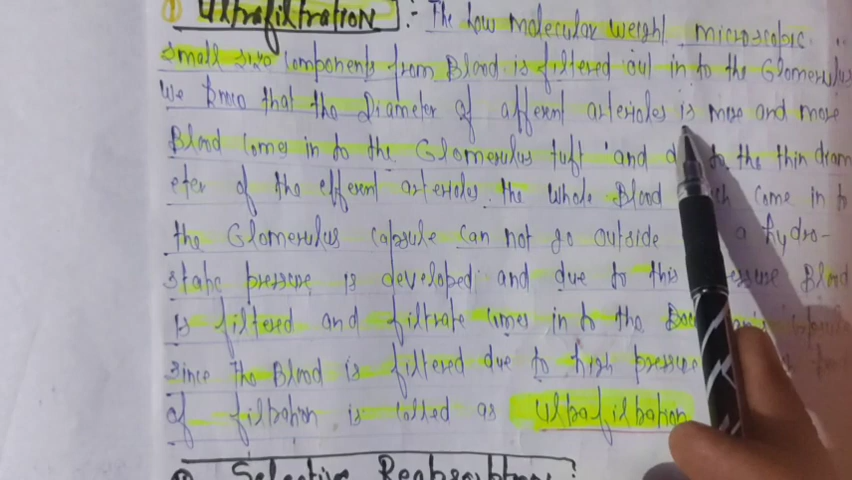 ① Ultrafiltration :- The Low molecular weight microscopic
small size components from Blood is filtered out in to the Glomerulus
We know that the Diameter of afferent arterioles is more and more
Blood comes in to the Glomerulus tuft and to the thin diam
eter of the efferent arterioles the whole Blood come in to
the Glomerulus capsule can not go outside a hydro-
static pressure is developed and due to this Blood
is filtered and filtrate comes in to the
Since the Blood is filtered due to high pressure
of filtration is called as Ultrafiltration
Selective Reabsorption :